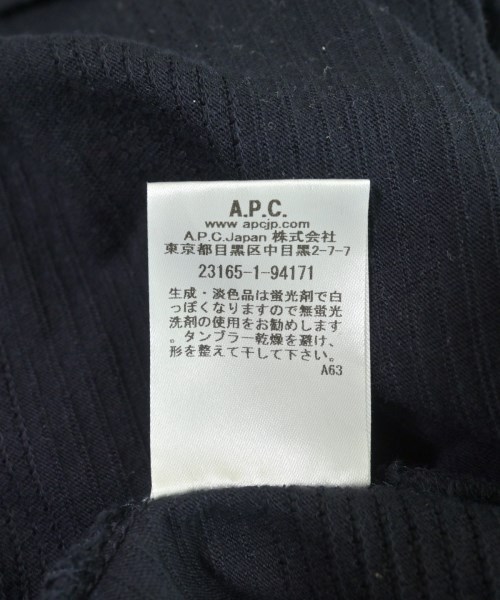 A.P.C.
www.apcjp.com
A.P.C.Japan 株式会社
東京都目黒区中目黒2-7-7
23165-1-94171
生成・淡色品は蛍光剤で白
っぽくなりますので無蛍光
洗剤の使用をお勧めします
。タンブラー乾燥を避け、
形を整えて干して下さい。
A63